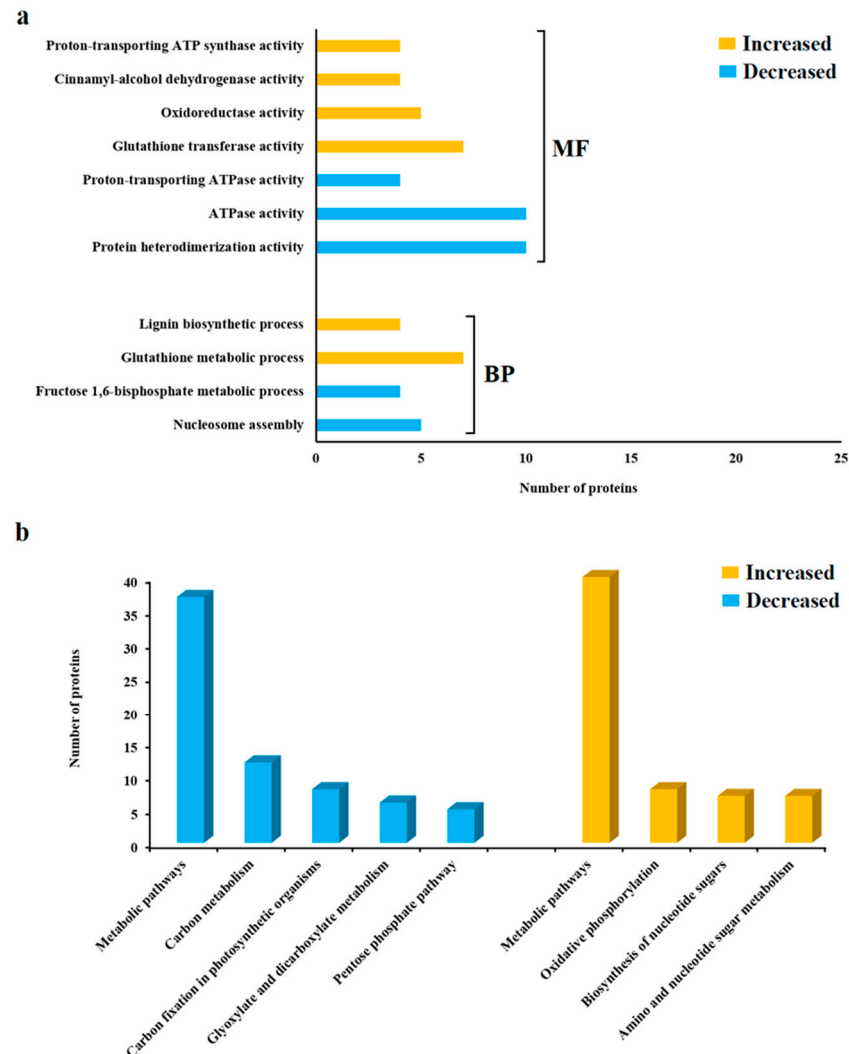 a
Proton-transporting ATP synthase activity
Cinnamyl-alcohol dehydrogenase activity
Oxidoreductase activity
Glutathione transferase activity
Proton-transporting ATPase activity
ATPase activity
Protein heterodimerization activity
MF
Increased
Decreased
Lignin biosynthetic process
Glutathione metabolic process
Fructose 1,6-bisphosphate metabolic process
Nucleosome assembly
BP
0 5 10 15 20 25
Number of proteins
b
Increased
Decreased
Number of proteins
40
35
30
25
20
15
10
5
0
Metabolic pathways
Carbon metabolism
Carbon fixation in photosynthetic organisms
Glyoxylate and dicarboxylate metabolism
Pentose phosphate pathway
Metabolic pathways
Oxidative phosphorylation
Biosynthesis of nucleotide sugars
Amino and nucleotide sugar metabolism